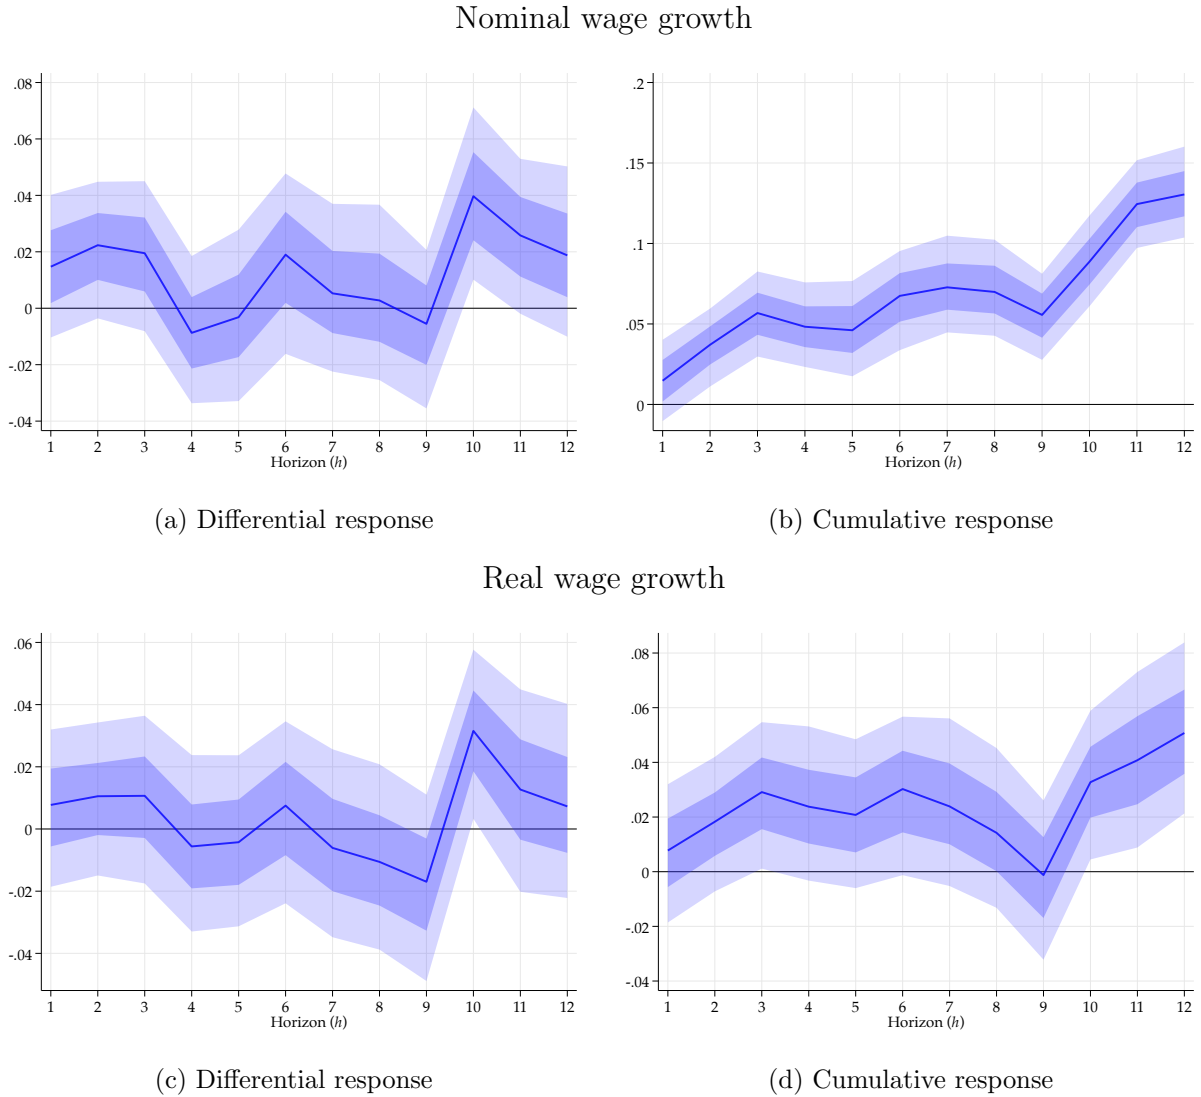 Nominal wage growth
.08
.06
.04
.02
0
-.02
-.04
1 2 3 4 5 6 7 8 9 10 11 12
Horizon (h)
(a) Differential response
.2
.15
.1
.05
0
1 2 3 4 5 6 7 8 9 10 11 12
Horizon (h)
(b) Cumulative response
Real wage growth
.06
.04
.02
0
-.02
-.04
1 2 3 4 5 6 7 8 9 10 11 12
Horizon (h)
(c) Differential response
.08
.06
.04
.02
0
-.02
-.04
1 2 3 4 5 6 7 8 9 10 11 12
Horizon (h)
(d) Cumulative response